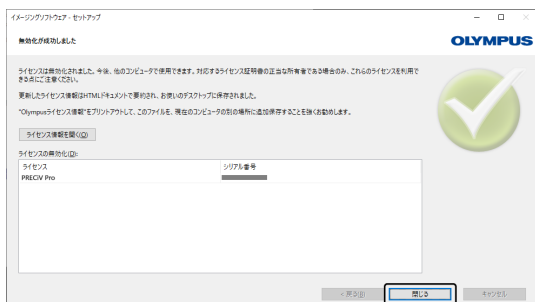 イメージングソフトウェア - セットアップ
無効化が成功しました
OLYMPUS
ライセンスは無効化されました。今後、他のコンピュータで使用できます。対応するライセンス証明書の正当な所有者である場合のみ、これらのライセンスを利用で
きる点にご注意ください。
更新したライセンス情報はHTMLドキュメントで要約され、お使いのデスクトップに保存されました。
"Olympusライセンス情報"をプリントアウトして、このファイルを、現在のコンピュータの別の場所に追加保存することを強くお勧めします。
ライセンス情報を開く(O)
ライセンスの無効化(D):
ライセンス シリアル番号
PRECiV Pro
< 戻る(B) 閉じる キャンセル